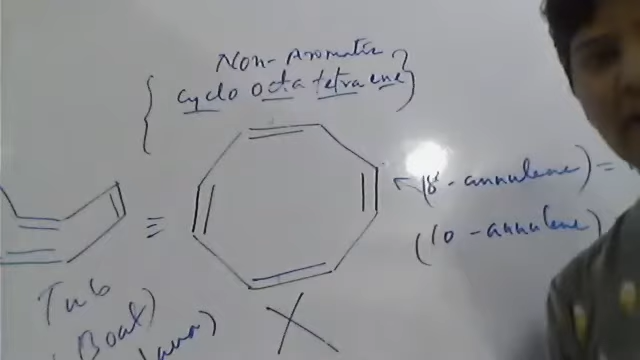 Non-Aromatic
{cyclo octa tetraene}
(8-annulene) =
(10-annulene)
Tub
Boat)